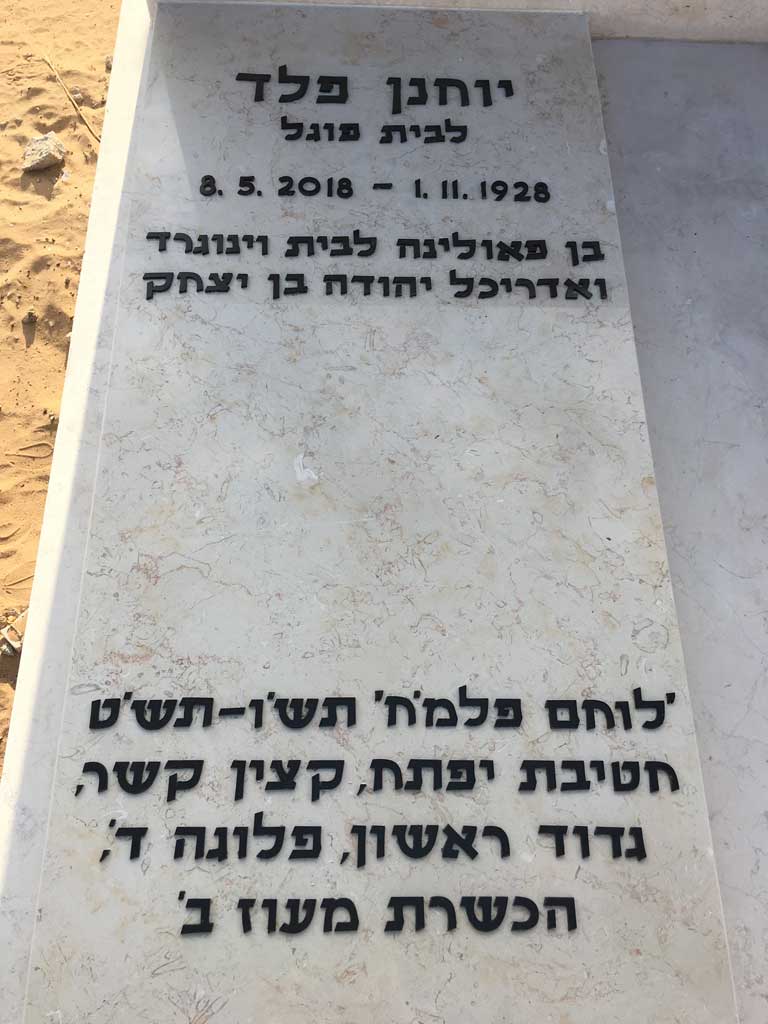 יוחנן פלד
לבית פוגל
8. 5. 2018 - 1. 11. 1928
בן פאולינה לבית וינוגרד
ואדריכל יהודה בן יצחק
'לוחם פלמ'ח' תש'ו-תש'ט
חטיבת יפתח, קצין קשר,
גדוד ראשון, פלוגה ד',
הכשרת מעוז ב'